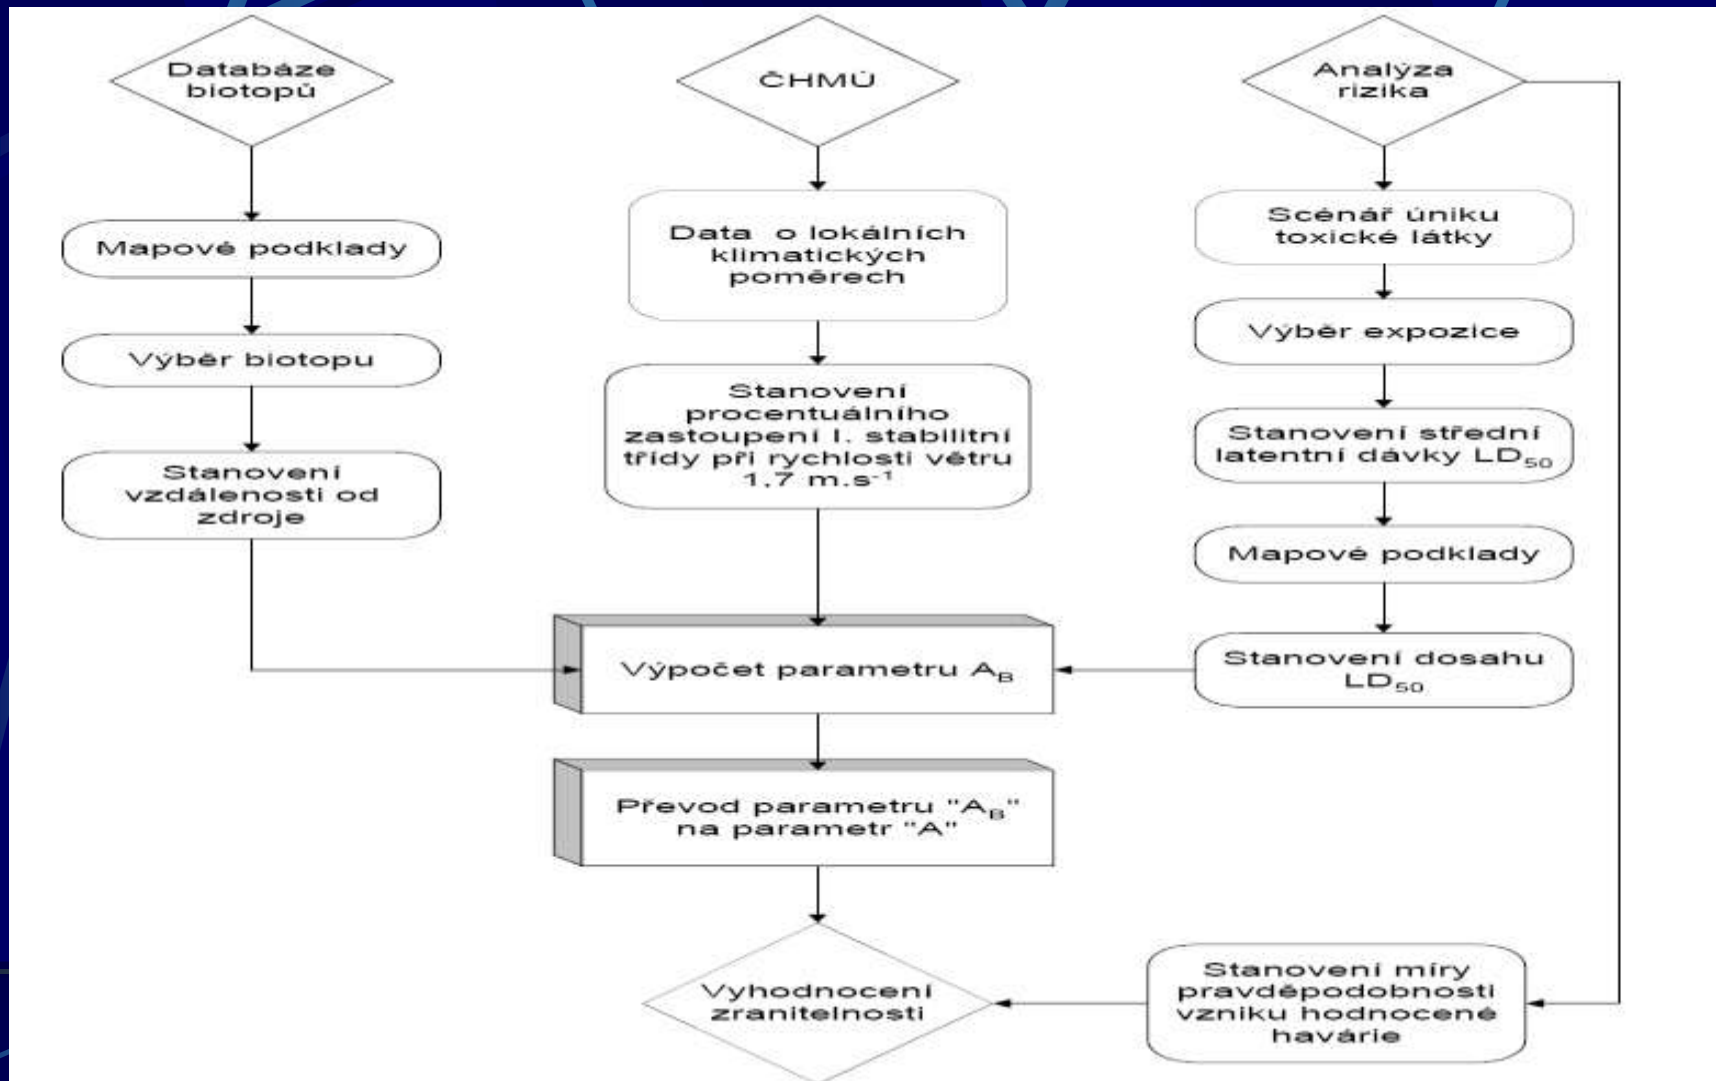 Databáze
biotopů
Mapové podklady
Výběr biotopu
Stanovení
vzdálenosti od
zdroje
ČHMÚ
Data o lokálních
klimatických
poměrech
Stanovení
procentuálního
zastoupení I. stabilitní
třídy při rychlosti větru
1,7 m.s⁻¹
Analýza
rizika
Scénář úniku
toxické látky
Výběr expozice
Stanovení střední
latentní dávky LD₅₀
Mapové podklady
Stanovení dosahu
LD₅₀
Výpočet parametru A_B
Převod parametru "A_B"
na parametr "A"
Vyhodnocení
zranitelnosti
Stanovení míry
pravděpodobnosti
vzniku hodnocené
havárie